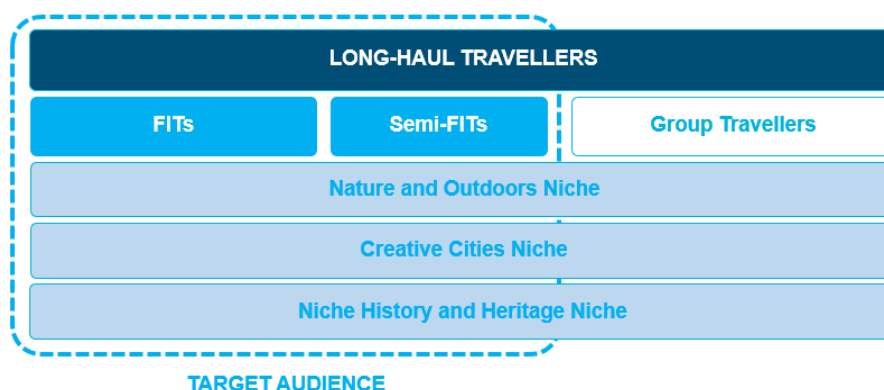 LONG-HAUL TRAVELLERS
FITs Semi-FITs Group Travellers
Nature and Outdoors Niche
Creative Cities Niche
Niche History and Heritage Niche
TARGET AUDIENCE